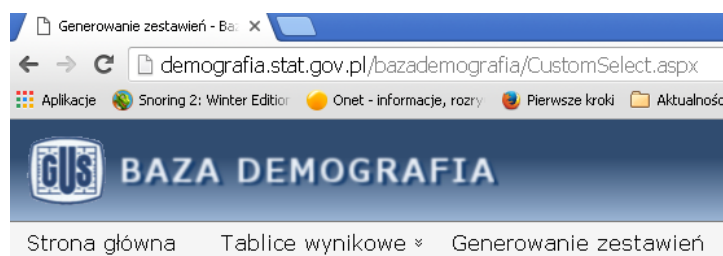 Generowanie zestawień - Ba
demografia.stat.gov.pl/bazademografia/CustomSelect.aspx
Aplikacje Snoring 2: Winter Edition Onet - informacje, rozry Pierwsze kroki Aktualnośc
GUS BAZA DEMOGRAFIA
Strona główna Tablice wynikowe Generowanie zestawień